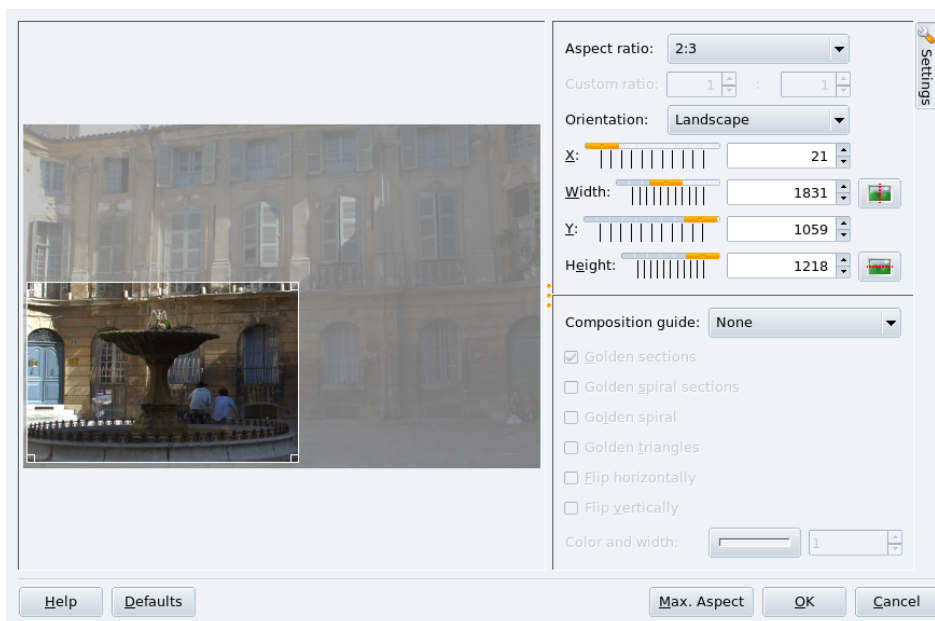 Aspect ratio: 2:3
Settings
Custom ratio: 1 : 1
Orientation: Landscape
X: 21
Width: 1831
Y: 1059
Height: 1218
Composition guide: None
Golden sections
Golden spiral sections
Golden spiral
Golden triangles
Flip horizontally
Flip vertically
Color and width: 1
Help Defaults Max. Aspect OK Cancel